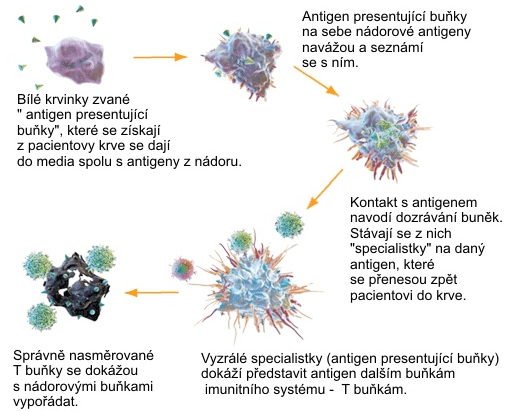 Antigen presentující buňky
na sebe nádorové antigeny
navážou a seznámí
se s ním.
Bílé krvinky zvané
" antigen presentující
buňky", které se získají
z pacientovy krve se dají
do media spolu s antigeny z nádoru.
Kontakt s antigenem
navodí dozrávání buněk.
Stávají se z nich
"specialistky" na daný
antigen, které
se přenesou zpět
pacientovi do krve.
Vyzrálé specialistky (antigen presentující buňky)
dokáží představit antigen dalším buňkám
imunitního systému - T buňkám.
Správně nasměrované
T buňky se dokážou
s nádorovými buňkami
vypořádat.